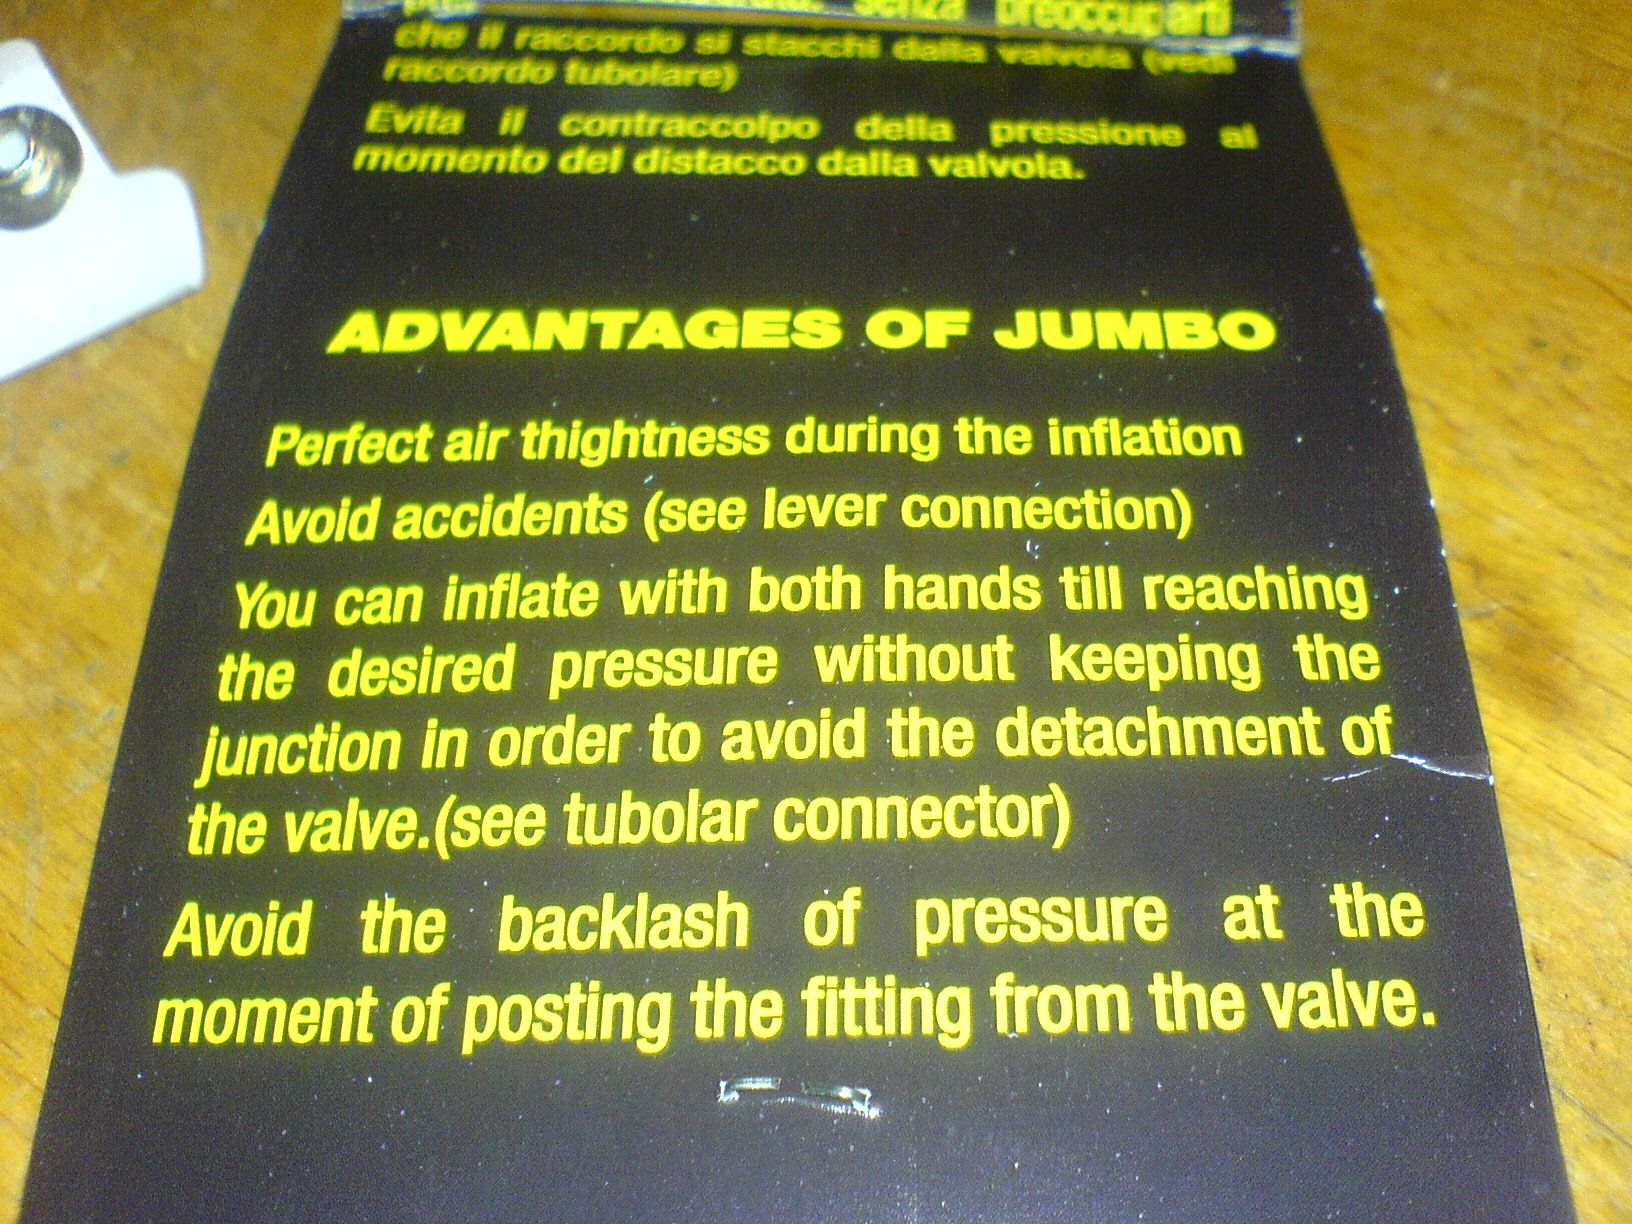 senza preoccuparti
che il raccordo si stacchi dalla valvola (vedi
raccordo tubolare)
Evita il contraccolpo della pressione al
momento del distacco dalla valvola.
ADVANTAGES OF JUMBO
Perfect air thightness during the inflation
Avoid accidents (see lever connection)
You can inflate with both hands till reaching
the desired pressure without keeping the
junction in order to avoid the detachment of
the valve.(see tubolar connector)
Avoid the backlash of pressure at the
moment of posting the fitting from the valve.